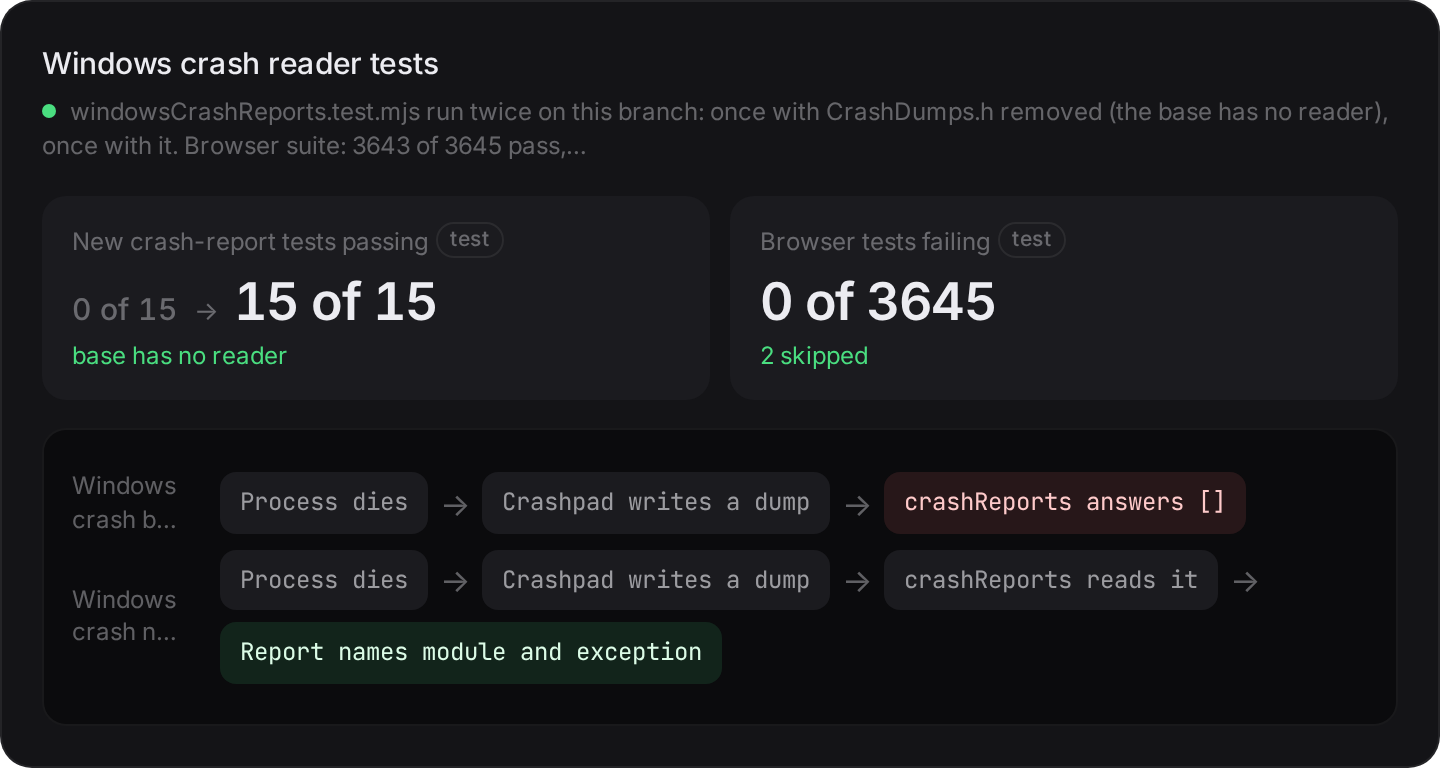 Windows crash reader tests
windowsCrashReports.test.mjs run twice on this branch: once with CrashDumps.h removed (the base has no reader),
once with it. Browser suite: 3643 of 3645 pass,...
New crash-report tests passing test
0 of 15 → 15 of 15
base has no reader
Browser tests failing test
0 of 3645
2 skipped
Windows
crash b...
Process dies → Crashpad writes a dump → crashReports answers []
Windows
crash n...
Process dies → Crashpad writes a dump → crashReports reads it →
Report names module and exception